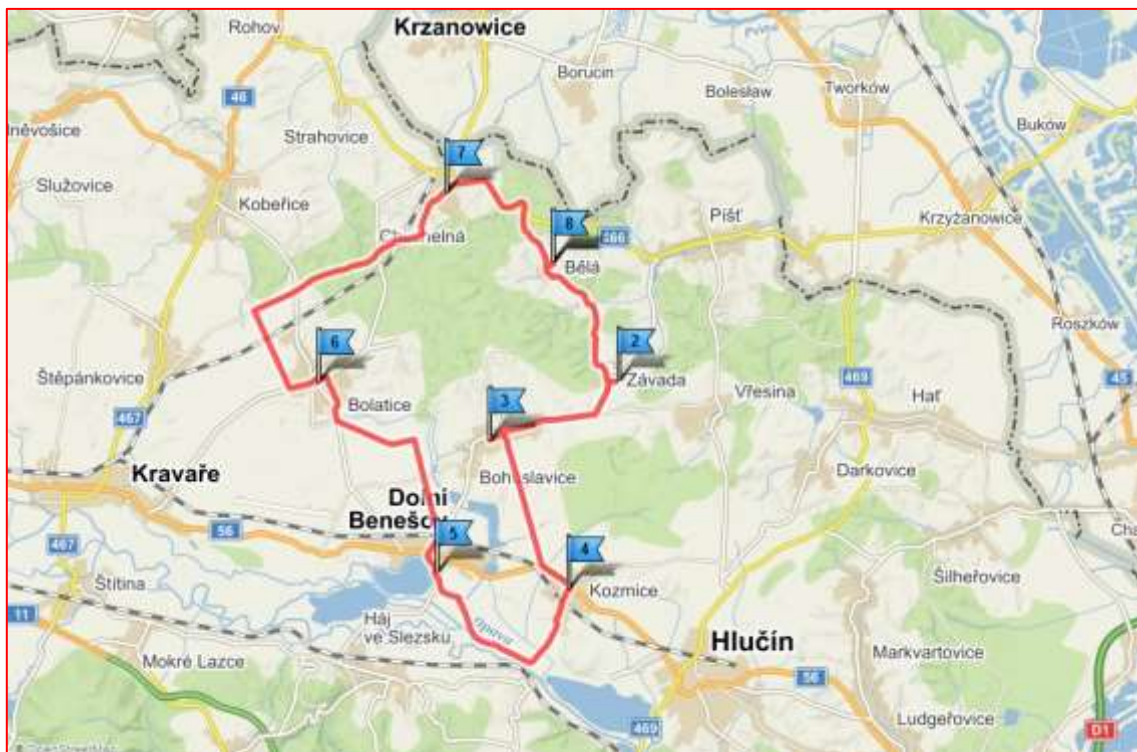 Krzanowice
Rohov
Borucin
Bolesław
Tworków
Buków
46
Strahovice
Služovice
Kobeřice
7
8
466
Píšť
Krzyżanowice
Bělá
Roszków
Štěpánkovice
6
2
Závada
Vřesina
469
Hať
45
467
Bolatice
3
Kravaře
Bohuslavice
Darkovice
Dolní
Benešov
56
5
4
467
Štítina
Kozmice
Šilheřovice
11
Háj
ve Slezsku
Opava
Mokré Lazce
Hlučín
Markvartovice
56
469
Ludgeřovice
D1